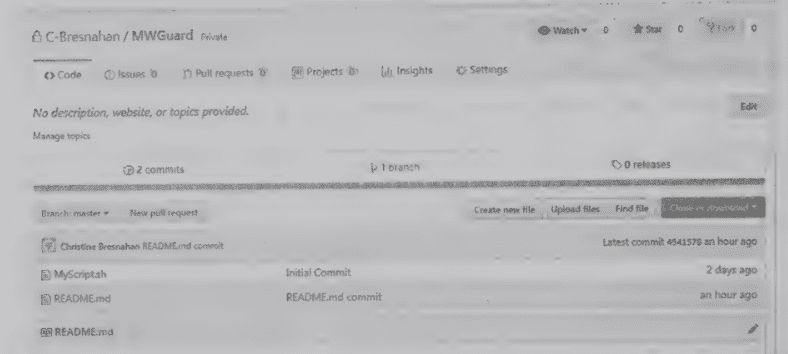 C-Bresnahan / MWGuard Private
Watch 0 Star 0 Fork 0
Code Issues 0 Pull requests 0 Projects 0 Insights Settings
No description, website, or topics provided.
Edit
Manage topics
2 commits 1 branch 0 releases
Branch: master New pull request Create new file Upload files Find file Clone or download
Christine Bresnahan README.md commit Latest commit 4541578 an hour ago
MyScript.sh Initial Commit 2 days ago
README.md README.md commit an hour ago
README.md